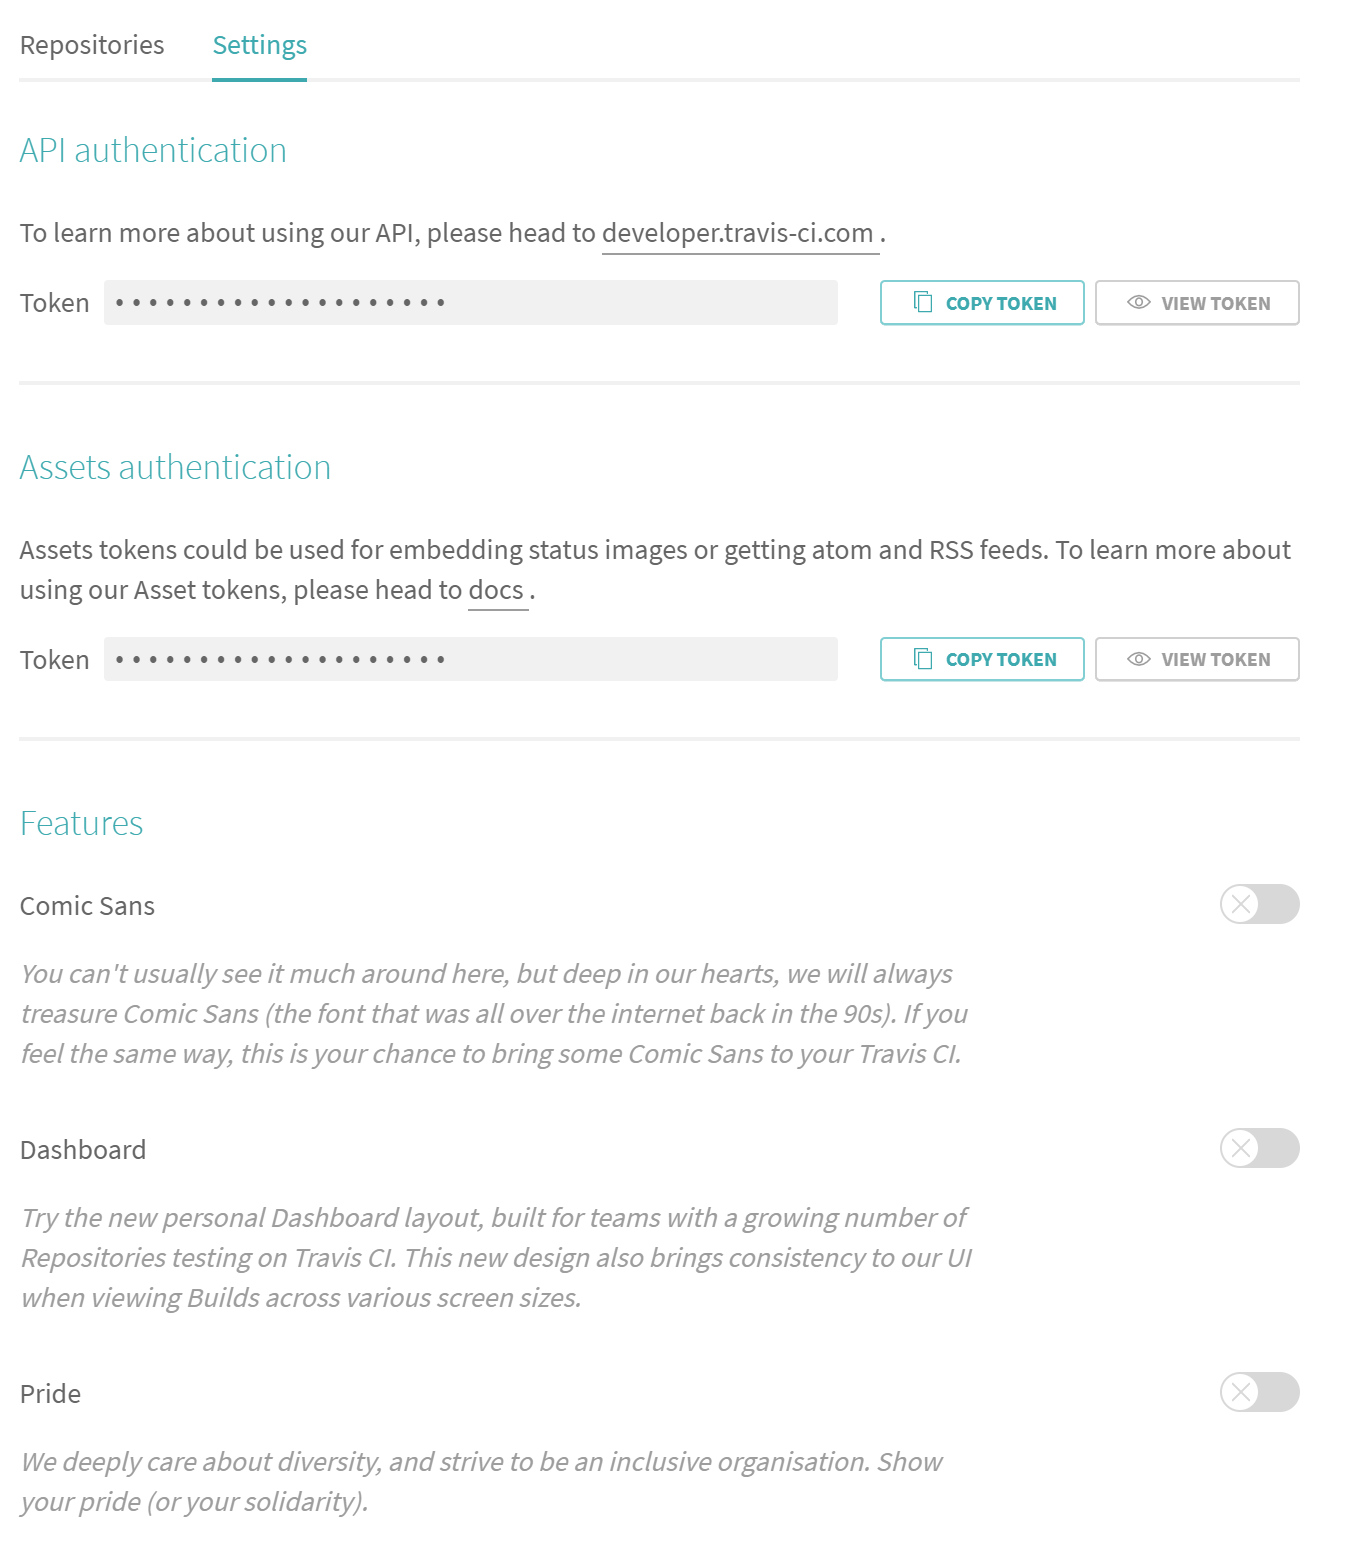 Repositories Settings
API authentication
To learn more about using our API, please head to developer.travis-ci.com .
Token •••••••••••••••••••• COPY TOKEN VIEW TOKEN
Assets authentication
Assets tokens could be used for embedding status images or getting atom and RSS feeds. To learn more about
using our Asset tokens, please head to docs .
Token •••••••••••••••••••• COPY TOKEN VIEW TOKEN
Features
Comic Sans
You can't usually see it much around here, but deep in our hearts, we will always
treasure Comic Sans (the font that was all over the internet back in the 90s). If you
feel the same way, this is your chance to bring some Comic Sans to your Travis CI.
Dashboard
Try the new personal Dashboard layout, built for teams with a growing number of
Repositories testing on Travis CI. This new design also brings consistency to our UI
when viewing Builds across various screen sizes.
Pride
We deeply care about diversity, and strive to be an inclusive organisation. Show
your pride (or your solidarity).